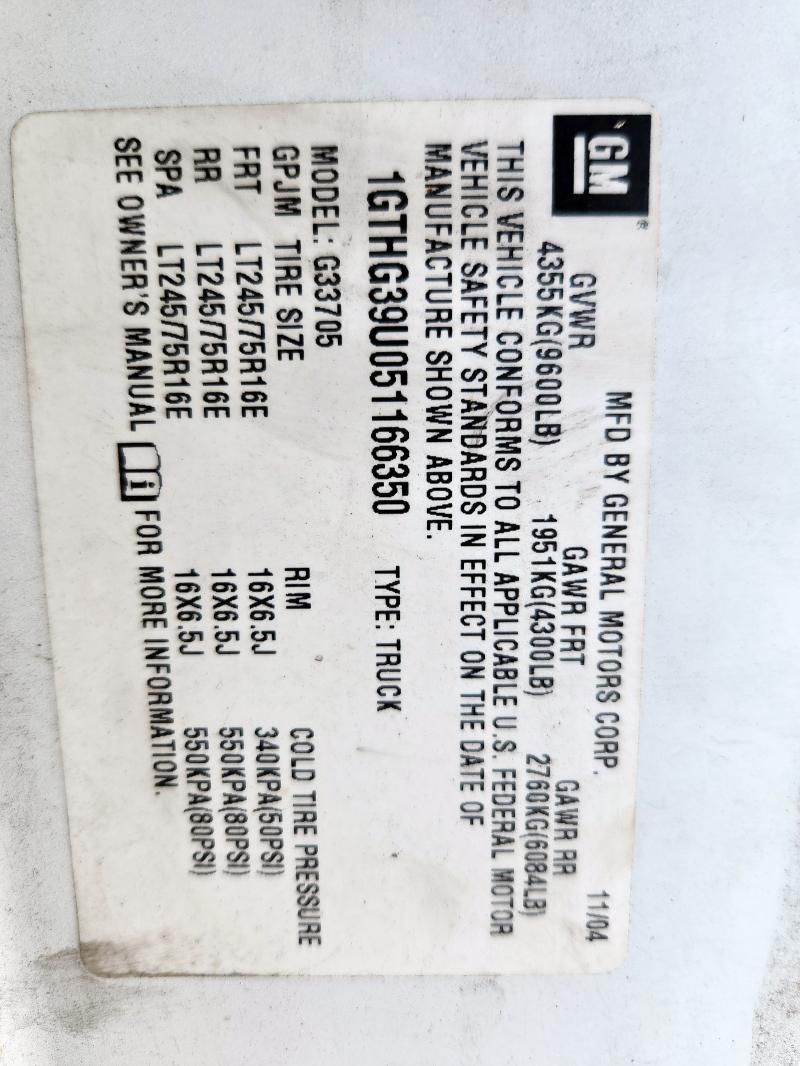 GM®
MFD BY GENERAL MOTORS CORP. 11/04
GVWR GAWR FRT GAWR RR
4355KG(9600LB) 1951KG(4300LB) 2760KG(6084LB)
THIS VEHICLE CONFORMS TO ALL APPLICABLE U.S. FEDERAL MOTOR
VEHICLE SAFETY STANDARDS IN EFFECT ON THE DATE OF
MANUFACTURE SHOWN ABOVE.
1GTHG39U051166350 TYPE: TRUCK
MODEL: G33705
GPJM TIRE SIZE RIM COLD TIRE PRESSURE
FRT LT245/75R16E 16X6.5J 340KPA(50PSI)
RR LT245/75R16E 16X6.5J 550KPA(80PSI)
SPA LT245/75R16E 16X6.5J 550KPA(80PSI)
SEE OWNER'S MANUAL i FOR MORE INFORMATION.